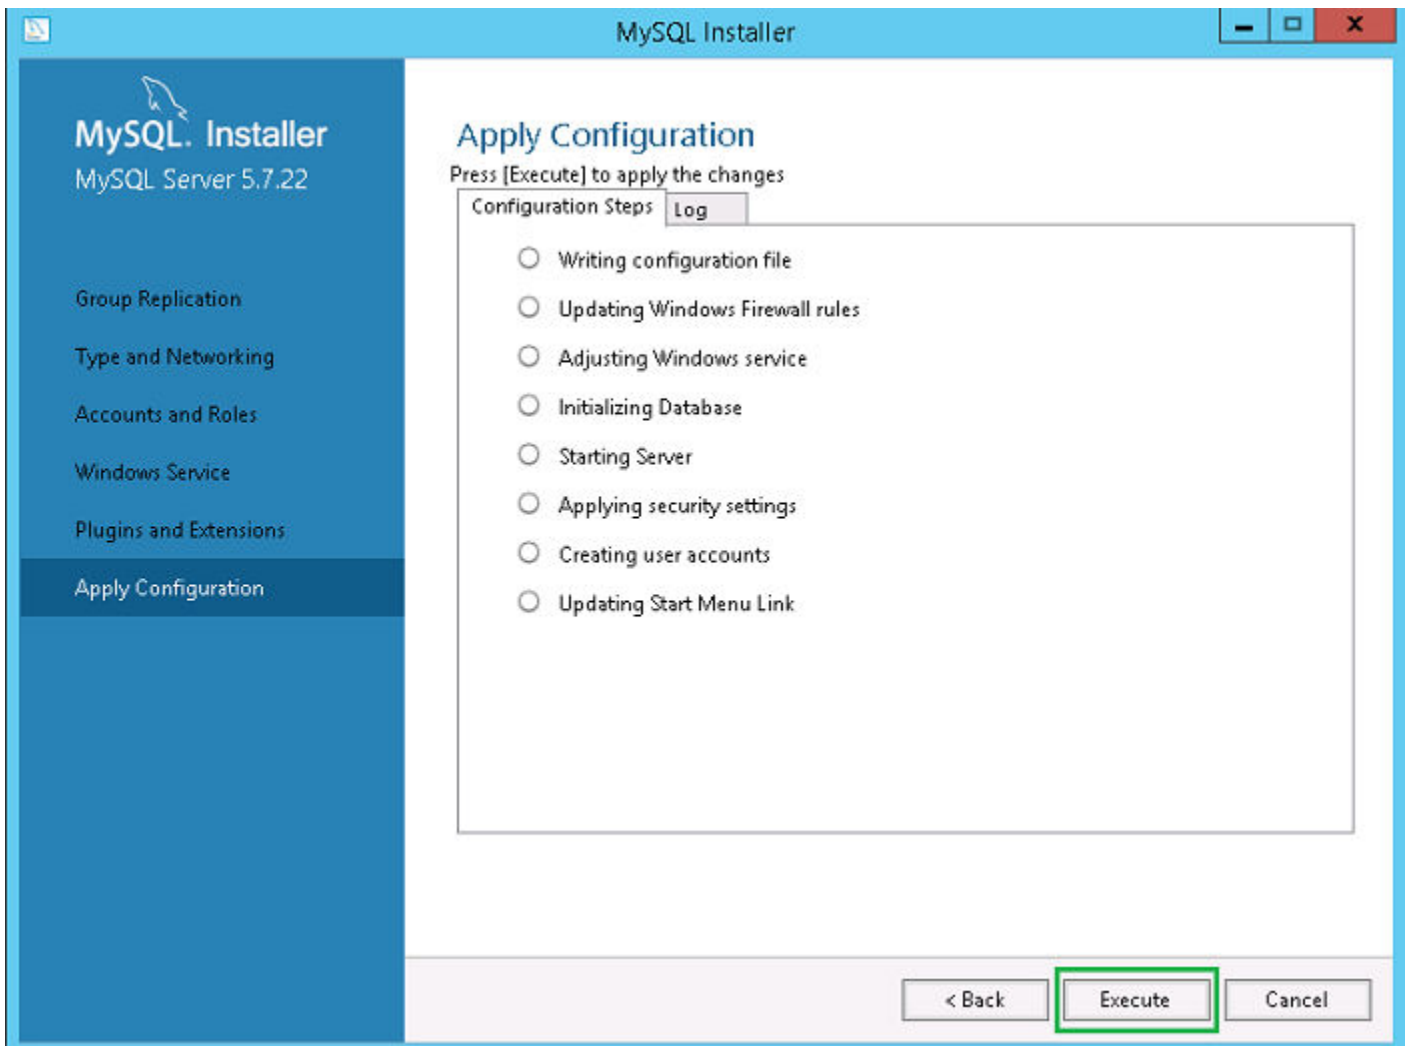 MySQL Installer
MySQL. Installer
MySQL Server 5.7.22
Group Replication
Type and Networking
Accounts and Roles
Windows Service
Plugins and Extensions
Apply Configuration
Apply Configuration
Press [Execute] to apply the changes
Configuration Steps Log
Writing configuration file
Updating Windows Firewall rules
Adjusting Windows service
Initializing Database
Starting Server
Applying security settings
Creating user accounts
Updating Start Menu Link
< Back Execute Cancel